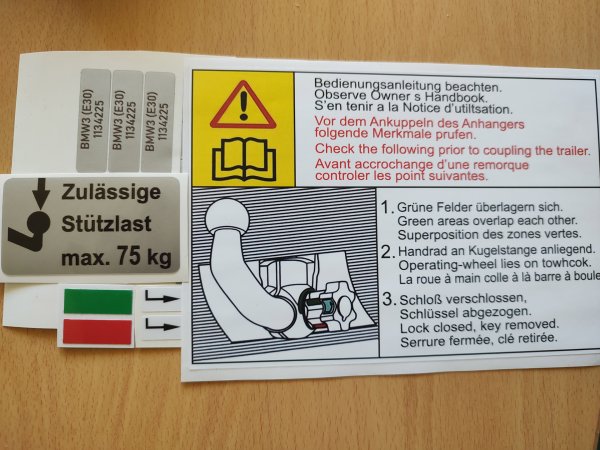 BMW3 (E30)
1134225
BMW3 (E30)
1134225
BMW3 (E30)
1134225
Zulässige
Stützlast
max. 75 kg
Bedienungsanleitung beachten.
Observe Owner s Handbook.
S'en tenir a la Notice d'utiltsation.
Vor dem Ankuppeln des Anhangers
folgende Merkmale prufen.
Check the following prior to coupling the trailer.
Avant accrochange d'une remorque
controler les point suivantes.
1. Grüne Felder überlagern sich.
Green areas overlap each other.
Superposition des zones vertes.
2. Handrad an Kugelstange anliegend.
Operating-wheel lies on towhcok.
La roue à main colle à là barre à boule
3. Schloß verschlossen,
Schlüssel abgezogen.
Lock closed, key removed.
Serrure fermée, clé retirée.